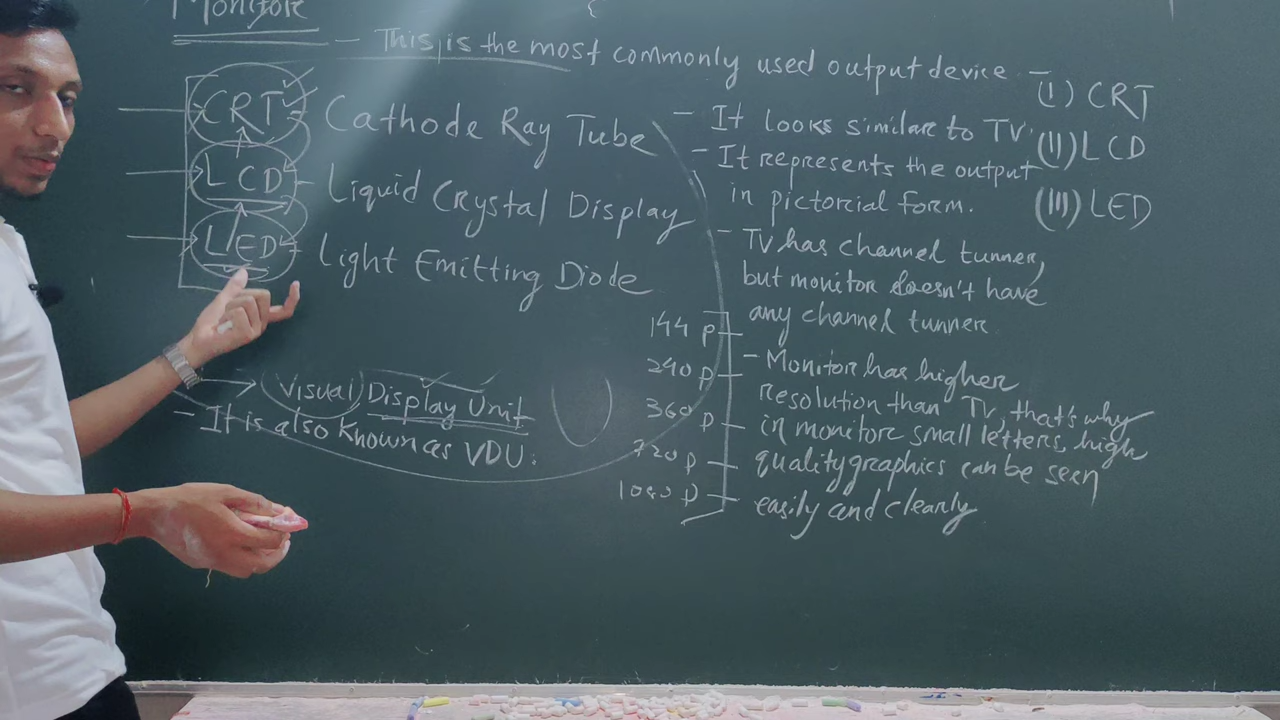 Monitor
- This is the most commonly used output device -
CRT - Cathode Ray Tube
LCD - Liquid Crystal Display
LED - Light Emitting Diode
Visual Display Unit
- It is also known as VDU.
(I) CRT
(II) LCD
(III) LED
- It looks similar to TV.
- It represents the output
in pictorial form.
- TV has channel tunner,
but monitor doesn't have
any channel tunner
- Monitor has higher
resolution than TV, that's why
in monitor small letters, high
quality graphics can be seen
easily and clearly
144 p
240 p
360 p
720 p
1080 p